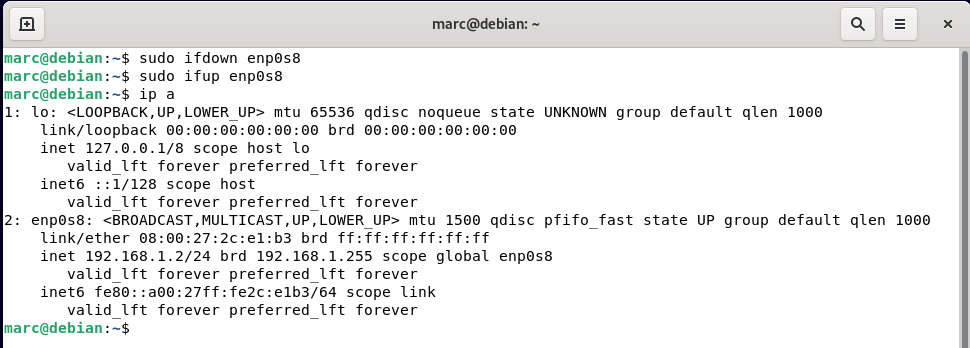 marc@debian: ~
marc@debian:~$ sudo ifdown enp0s8
marc@debian:~$ sudo ifup enp0s8
marc@debian:~$ ip a
1: lo: <LOOPBACK,UP,LOWER_UP> mtu 65536 qdisc noqueue state UNKNOWN group default qlen 1000
    link/loopback 00:00:00:00:00:00 brd 00:00:00:00:00:00
    inet 127.0.0.1/8 scope host lo
       valid_lft forever preferred_lft forever
    inet6 ::1/128 scope host
       valid_lft forever preferred_lft forever
2: enp0s8: <BROADCAST,MULTICAST,UP,LOWER_UP> mtu 1500 qdisc pfifo_fast state UP group default qlen 1000
    link/ether 08:00:27:2c:e1:b3 brd ff:ff:ff:ff:ff:ff
    inet 192.168.1.2/24 brd 192.168.1.255 scope global enp0s8
       valid_lft forever preferred_lft forever
    inet6 fe80::a00:27ff:fe2c:e1b3/64 scope link
       valid_lft forever preferred_lft forever
marc@debian:~$